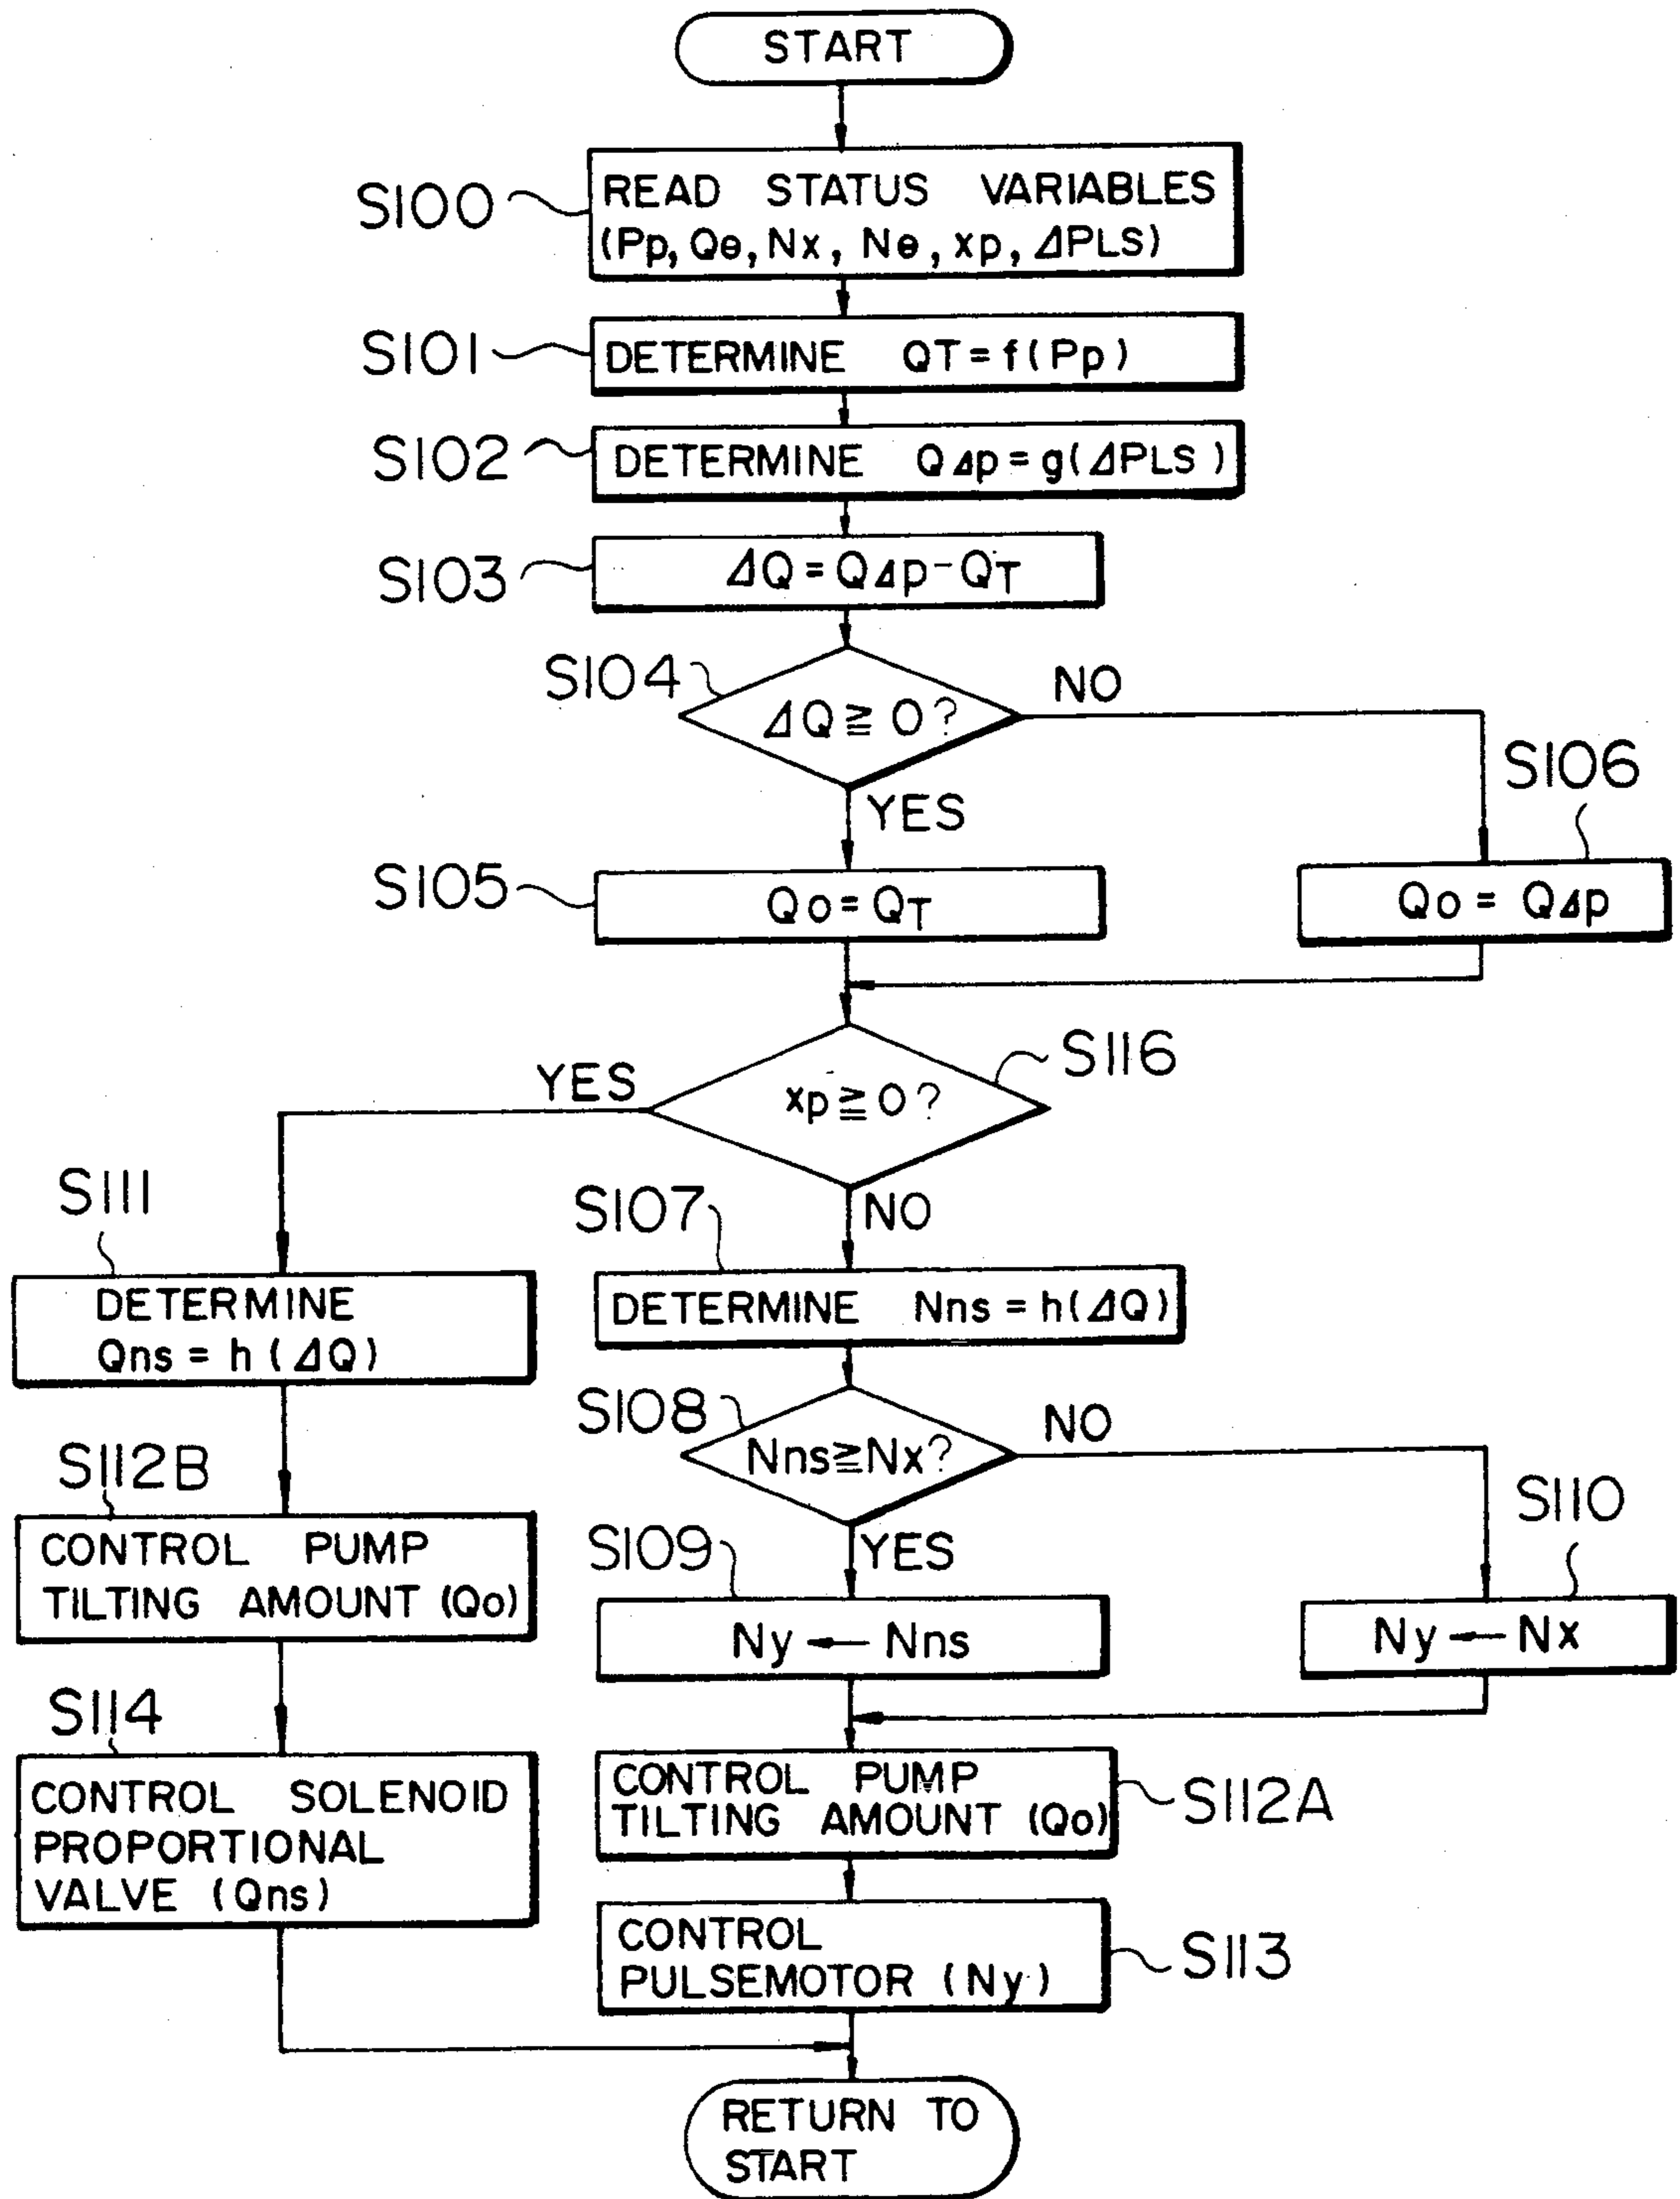 START
S100
READ STATUS VARIABLES
(Pp, Qe, Nx, Ne, xp, ΔPLS)
S101
DETERMINE QT = f(Pp)
S102
DETERMINE QΔp = g(ΔPLS)
S103
ΔQ = QΔp - QT
S104
ΔQ ≧ 0?
NO
YES
S106
S105
Qo = QT
Qo = QΔp
S116
YES
xp ≧ 0?
NO
S111
S107
DETERMINE
Qns = h(ΔQ)
DETERMINE Nns = h(ΔQ)
S108
Nns≧Nx?
NO
YES
S112B
CONTROL PUMP
TILTING AMOUNT (Qo)
S109
S110
Ny ← Nns
Ny ← Nx
S114
CONTROL SOLENOID
PROPORTIONAL
VALVE (Qns)
CONTROL PUMP
TILTING AMOUNT (Qo)
S112A
CONTROL
PULSEMOTOR (Ny)
S113
RETURN TO
START